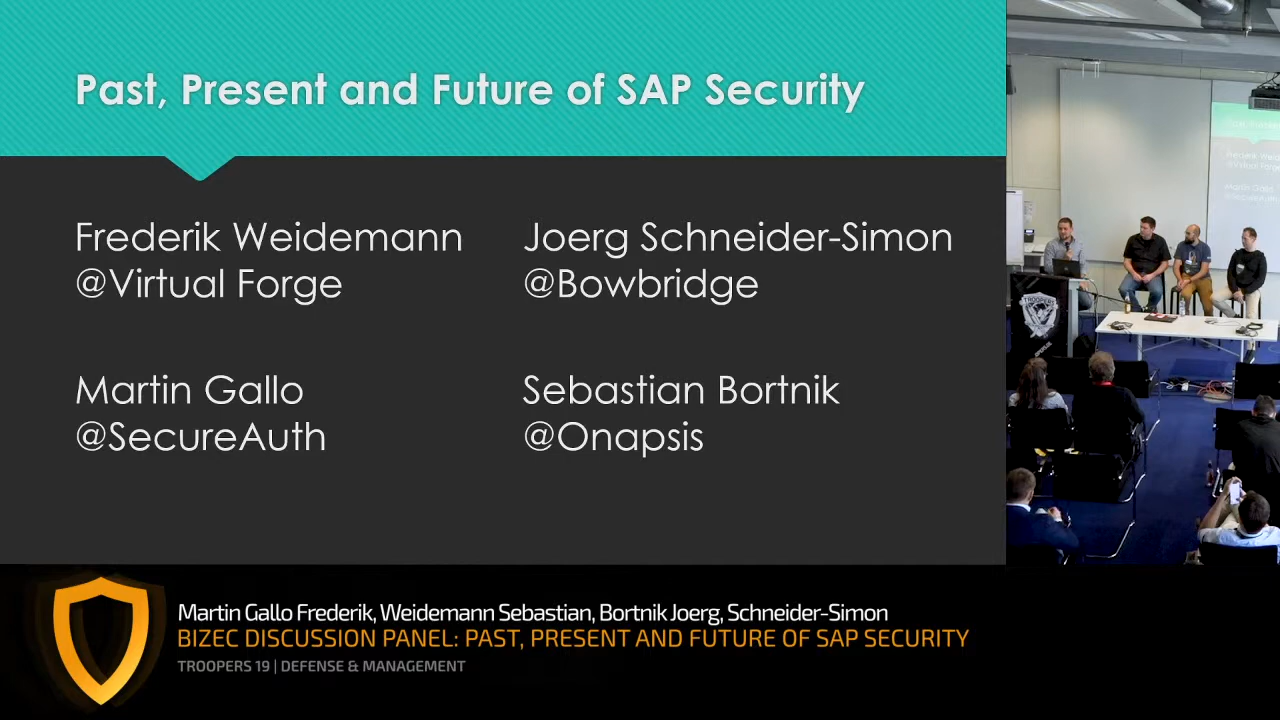 Past, Present and Future of SAP Security
Frederik Weidemann
@Virtual Forge
Joerg Schneider-Simon
@Bowbridge
Martin Gallo
@SecureAuth
Sebastian Bortnik
@Onapsis
TROOPERS
Martin Gallo Frederik, Weidemann Sebastian, Bortnik Joerg, Schneider-Simon
BIZEC DISCUSSION PANEL: PAST, PRESENT AND FUTURE OF SAP SECURITY
TROOPERS 19 | DEFENSE & MANAGEMENT